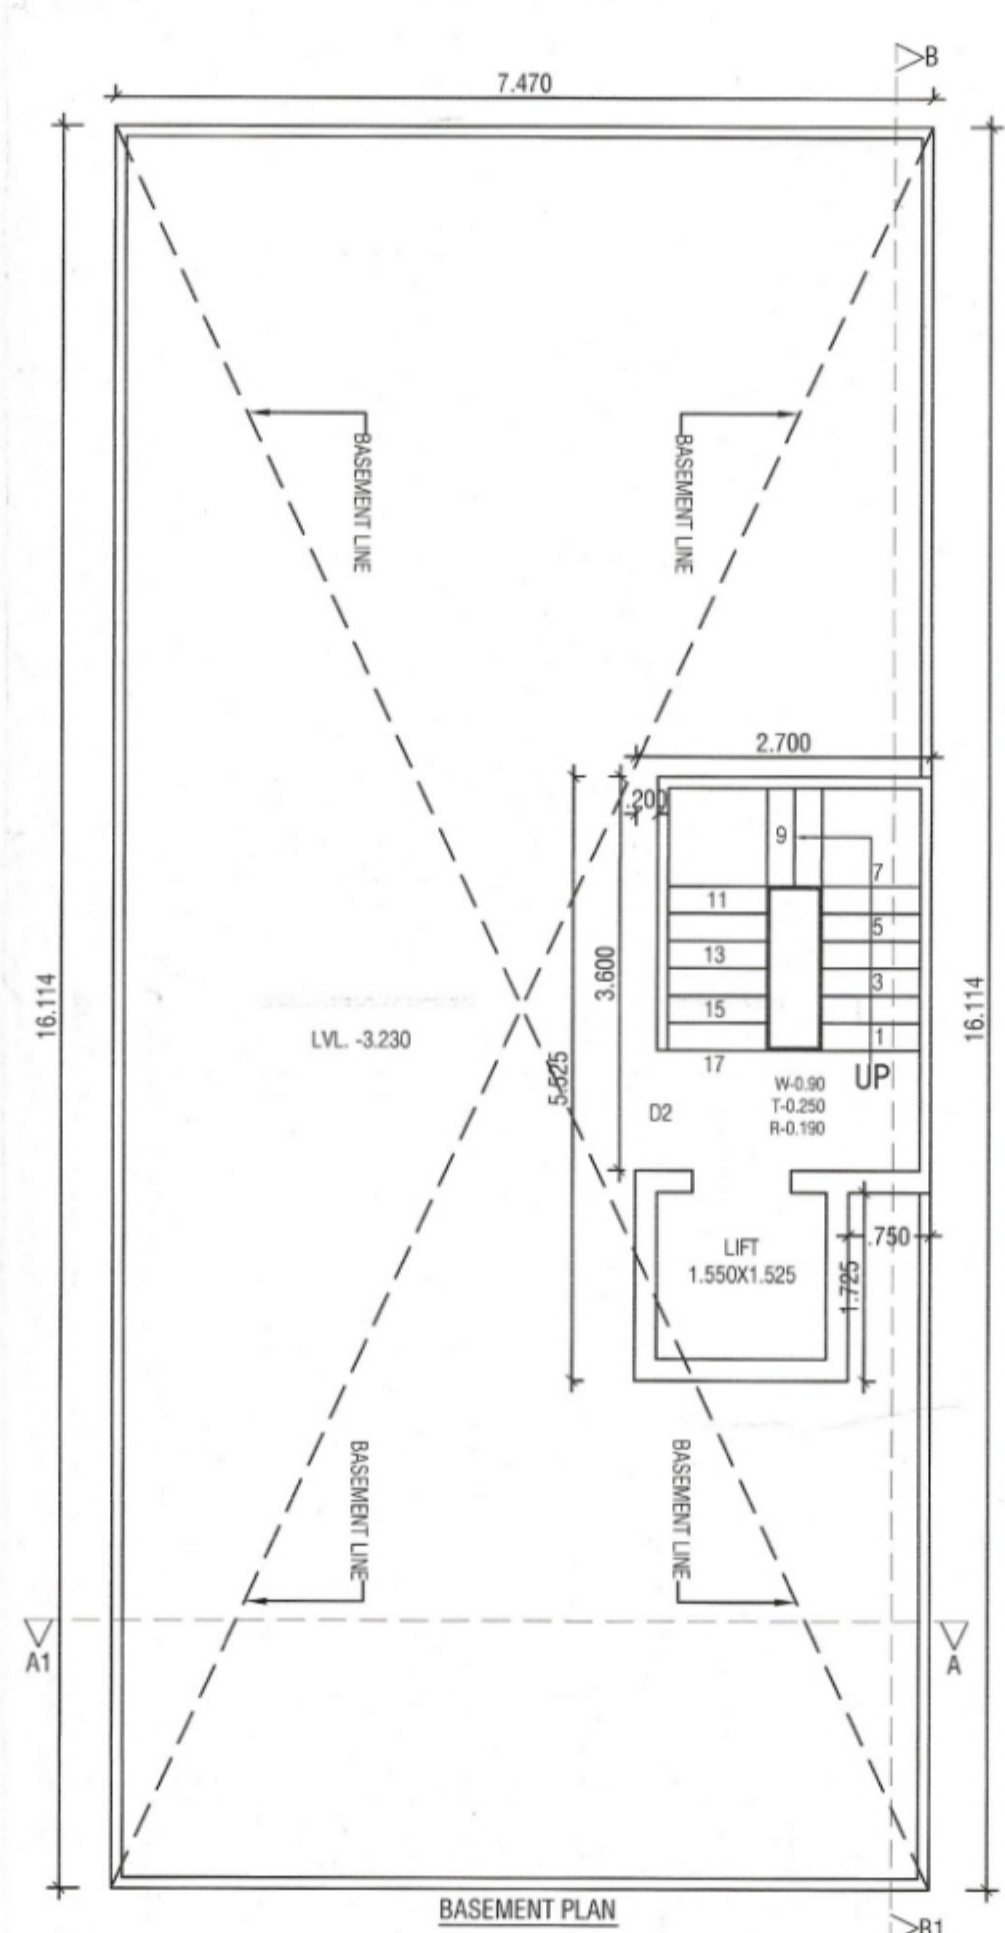 B
7.470
BASEMENT LINE
BASEMENT LINE
2.700
.200
9
7
11
5
13
3.600
3
16.114
16.114
15
1
LVL. -3.230
17
UP
5.525
W-0.90
T-0.250
R-0.190
D2
.750
LIFT
1.550X1.525
1.725
BASEMENT LINE
BASEMENT LINE
A1
A
BASEMENT PLAN
B1